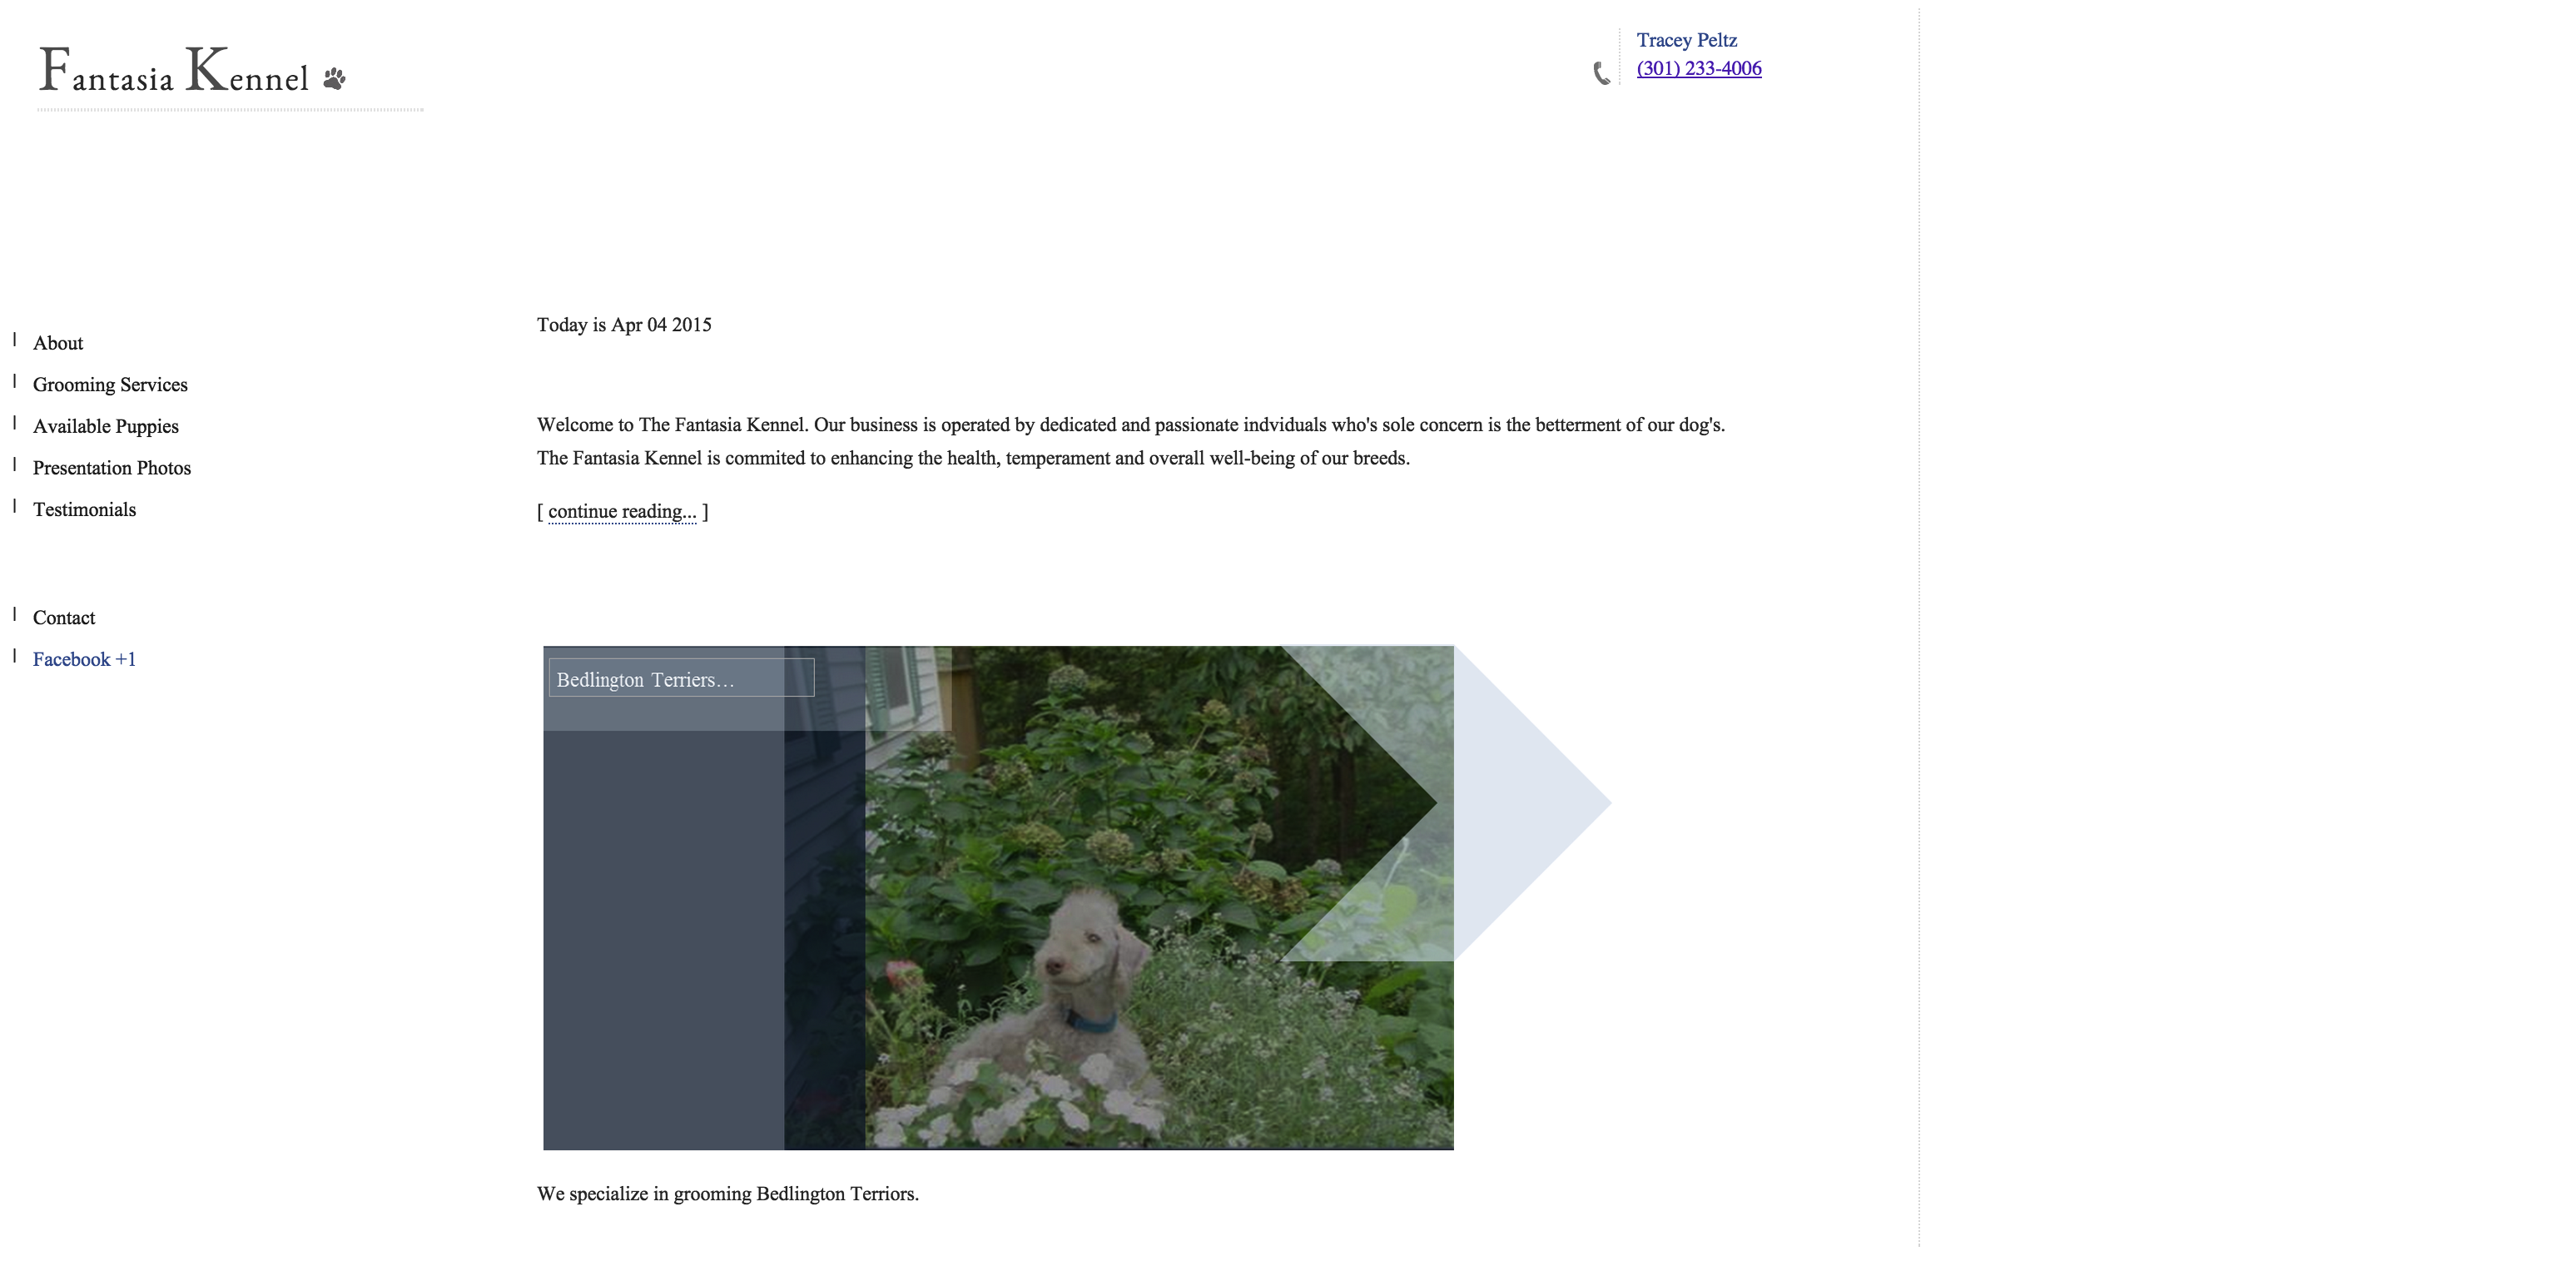 Fantasia Kennel
Tracey Peltz
(301) 233-4006
About
Grooming Services
Available Puppies
Presentation Photos
Testimonials
Contact
Facebook +1
Today is Apr 04 2015
Welcome to The Fantasia Kennel. Our business is operated by dedicated and passionate indviduals who's sole concern is the betterment of our dog's.
The Fantasia Kennel is commited to enhancing the health, temperament and overall well-being of our breeds.
[ continue reading... ]
Bedlington Terriers...
We specialize in grooming Bedlington Terriors.